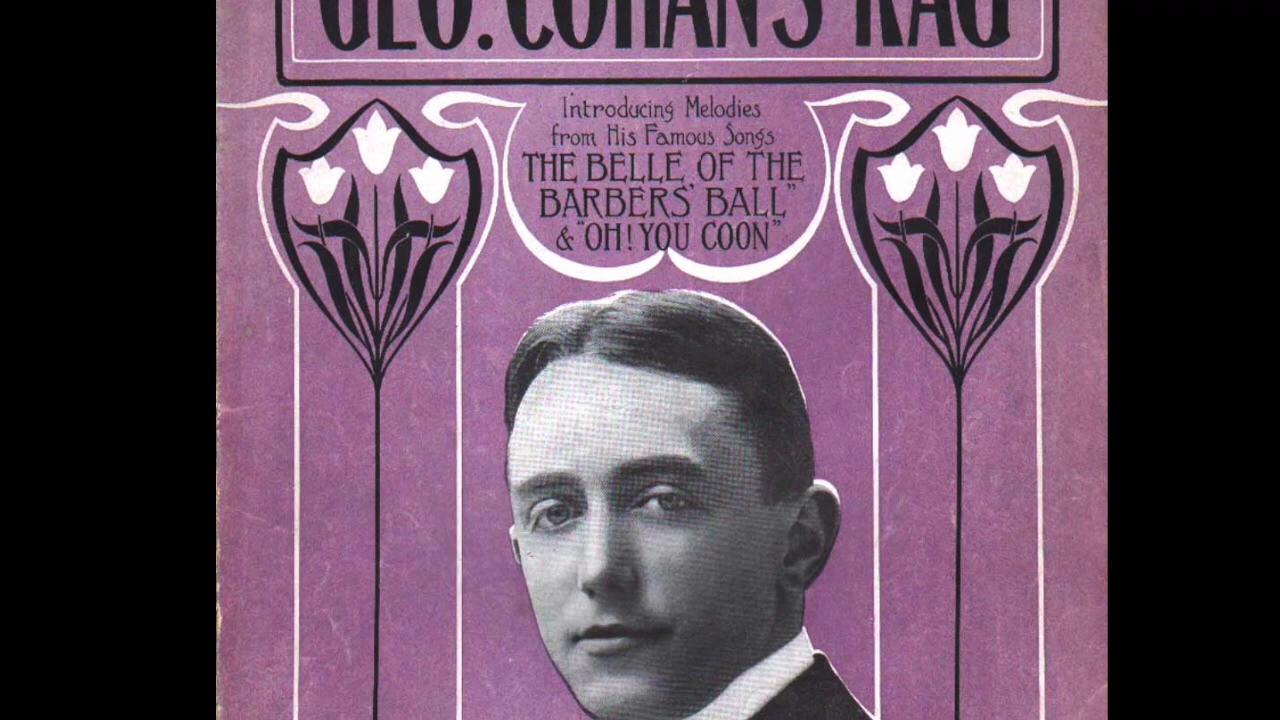 GEO. COHAN'S RAG
Introducing Melodies
from His Famous Songs
THE BELLE OF THE
BARBERS' BALL"
& "OH! YOU COON"